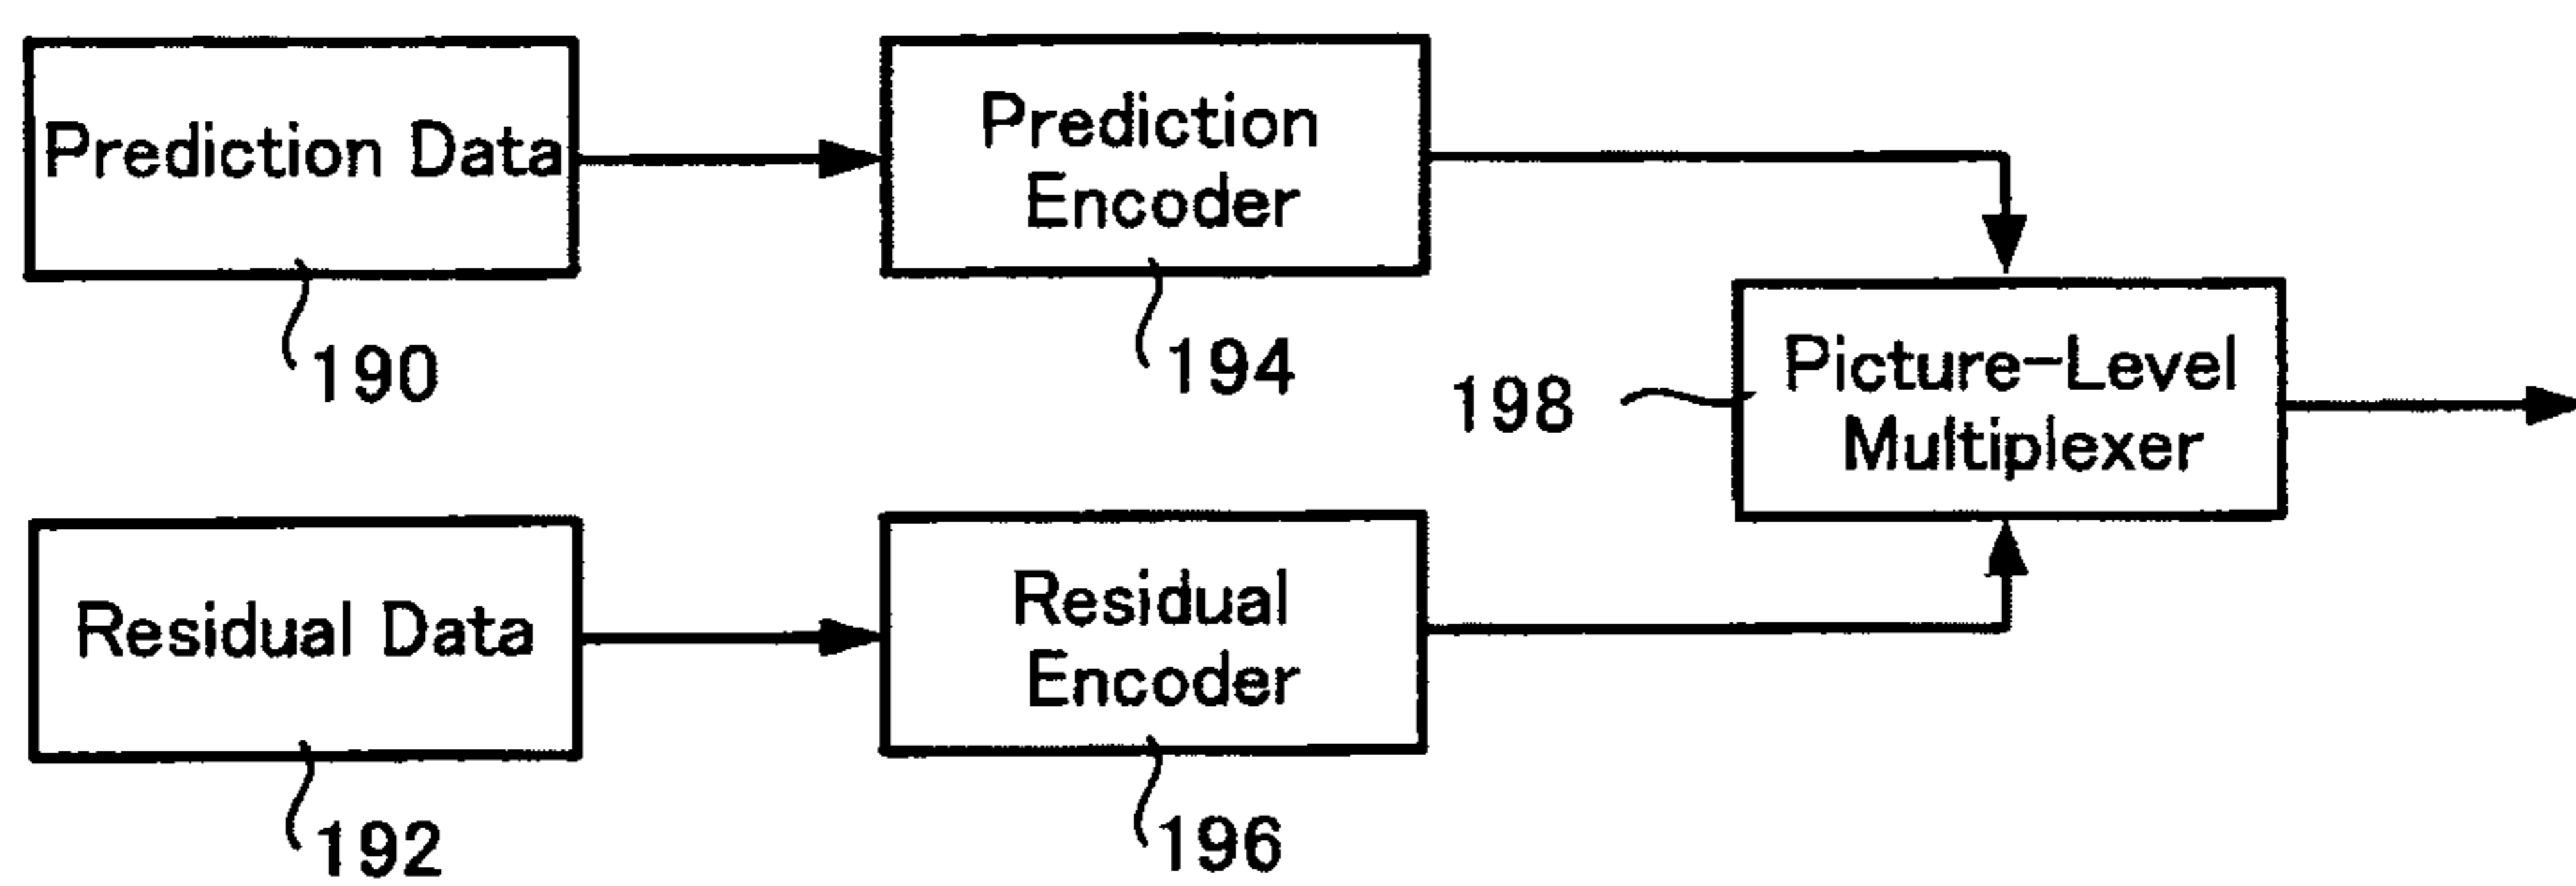 Prediction Data
190
Prediction
Encoder
194
198
Picture-Level
Multiplexer
Residual Data
192
Residual
Encoder
196